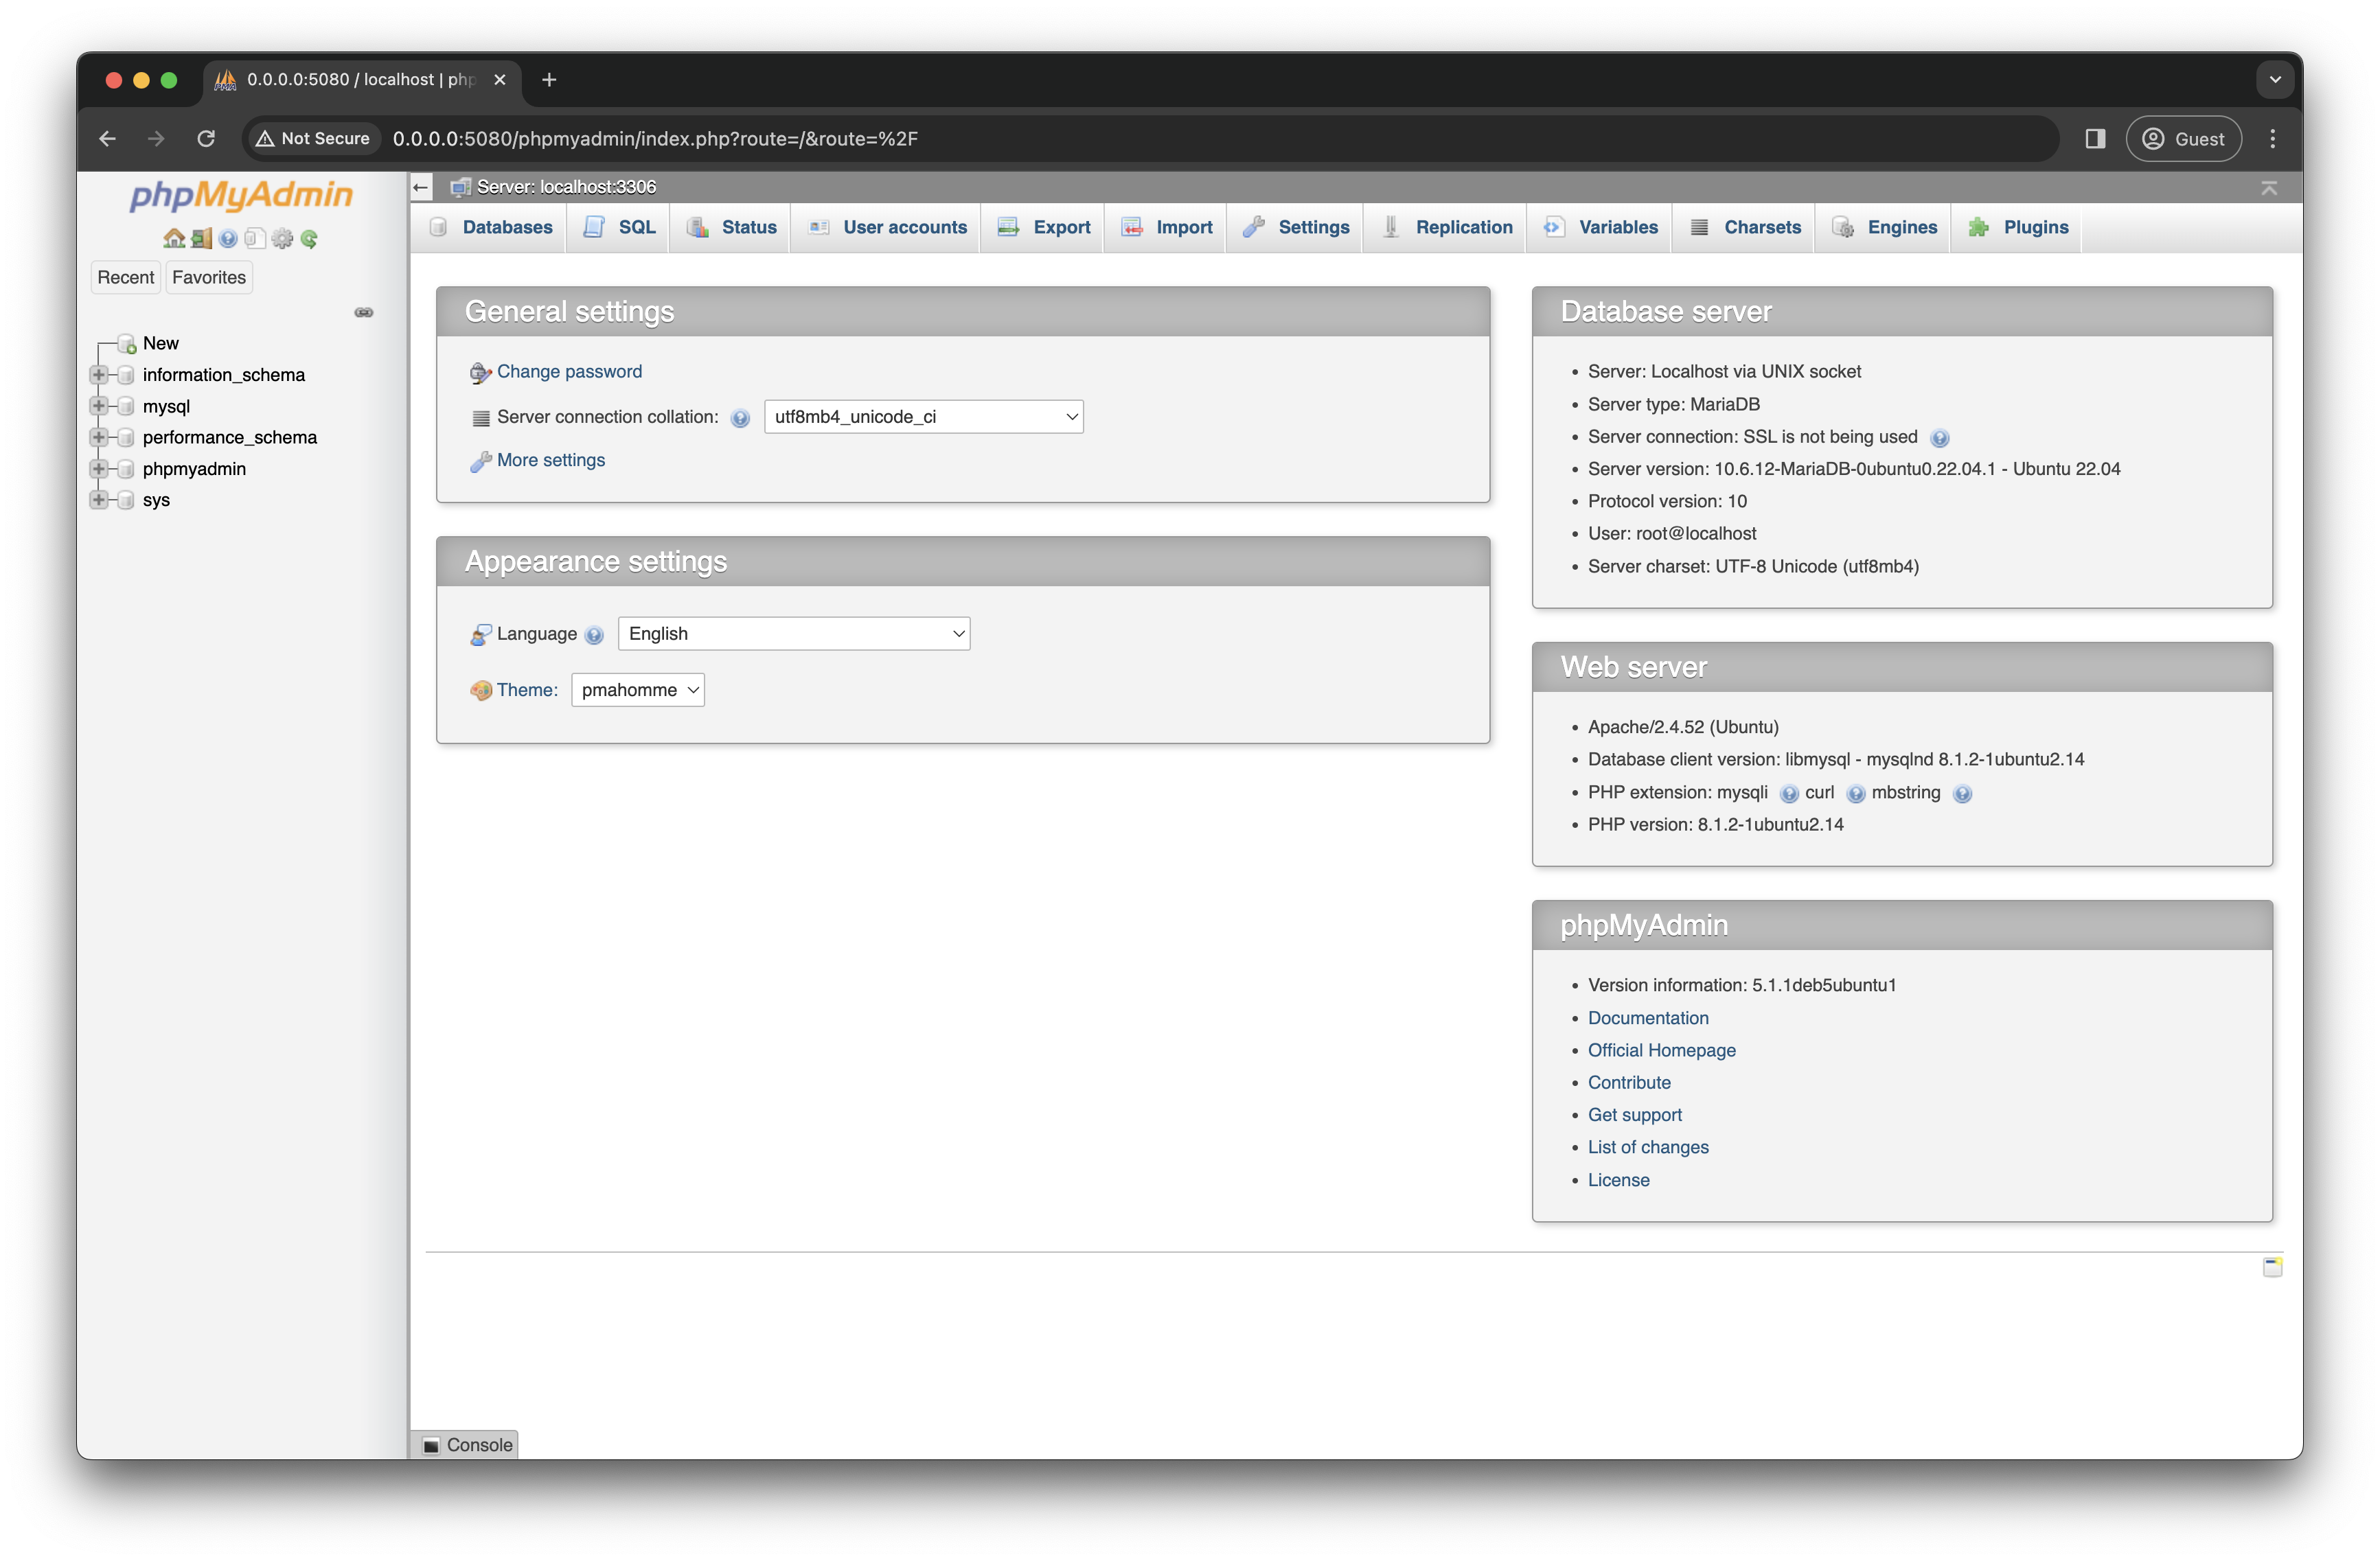 0.0.0.0:5080 / localhost | php
Not Secure 0.0.0.0:5080/phpmyadmin/index.php?route=/&route=%2F Guest
phpMyAdmin
Recent Favorites
New
information_schema
mysql
performance_schema
phpmyadmin
sys
Server: localhost:3306
Databases SQL Status User accounts Export Import Settings Replication Variables Charsets Engines Plugins
General settings
Change password
Server connection collation: utf8mb4_unicode_ci
More settings
Appearance settings
Language English
Theme: pmahomme
Database server
• Server: Localhost via UNIX socket
• Server type: MariaDB
• Server connection: SSL is not being used
• Server version: 10.6.12-MariaDB-0ubuntu0.22.04.1 - Ubuntu 22.04
• Protocol version: 10
• User: root@localhost
• Server charset: UTF-8 Unicode (utf8mb4)
Web server
• Apache/2.4.52 (Ubuntu)
• Database client version: libmysql - mysqlnd 8.1.2-1ubuntu2.14
• PHP extension: mysqli curl mbstring
• PHP version: 8.1.2-1ubuntu2.14
phpMyAdmin
• Version information: 5.1.1deb5ubuntu1
• Documentation
• Official Homepage
• Contribute
• Get support
• List of changes
• License
Console